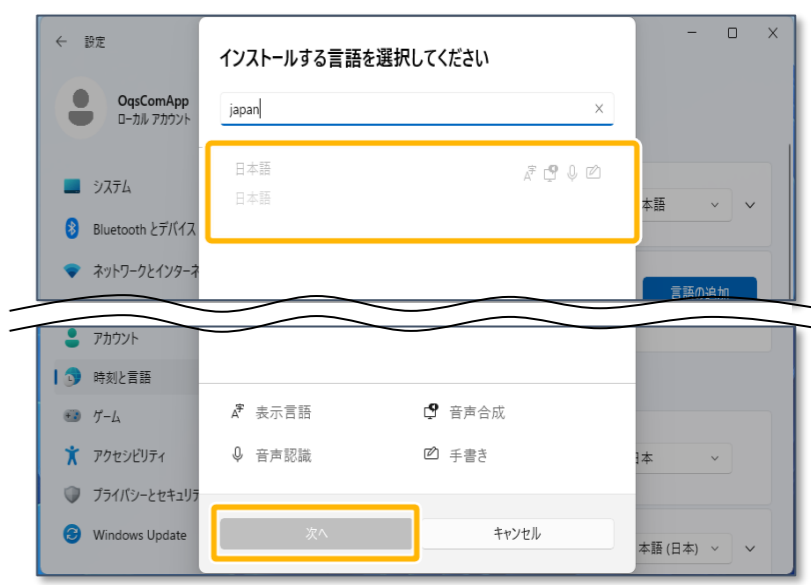 設定
インストールする言語を選択してください
OqsComApp
ローカル アカウント
japan
日本語
日本語
システム
Bluetooth とデバイス
ネットワークとインターネ
本語
言語の追加
アカウント
時刻と言語
ゲーム
アクセシビリティ
プライバシーとセキュリテ
Windows Update
表示言語
音声合成
音声認識
手書き
日本
次へ
キャンセル
本語 (日本)